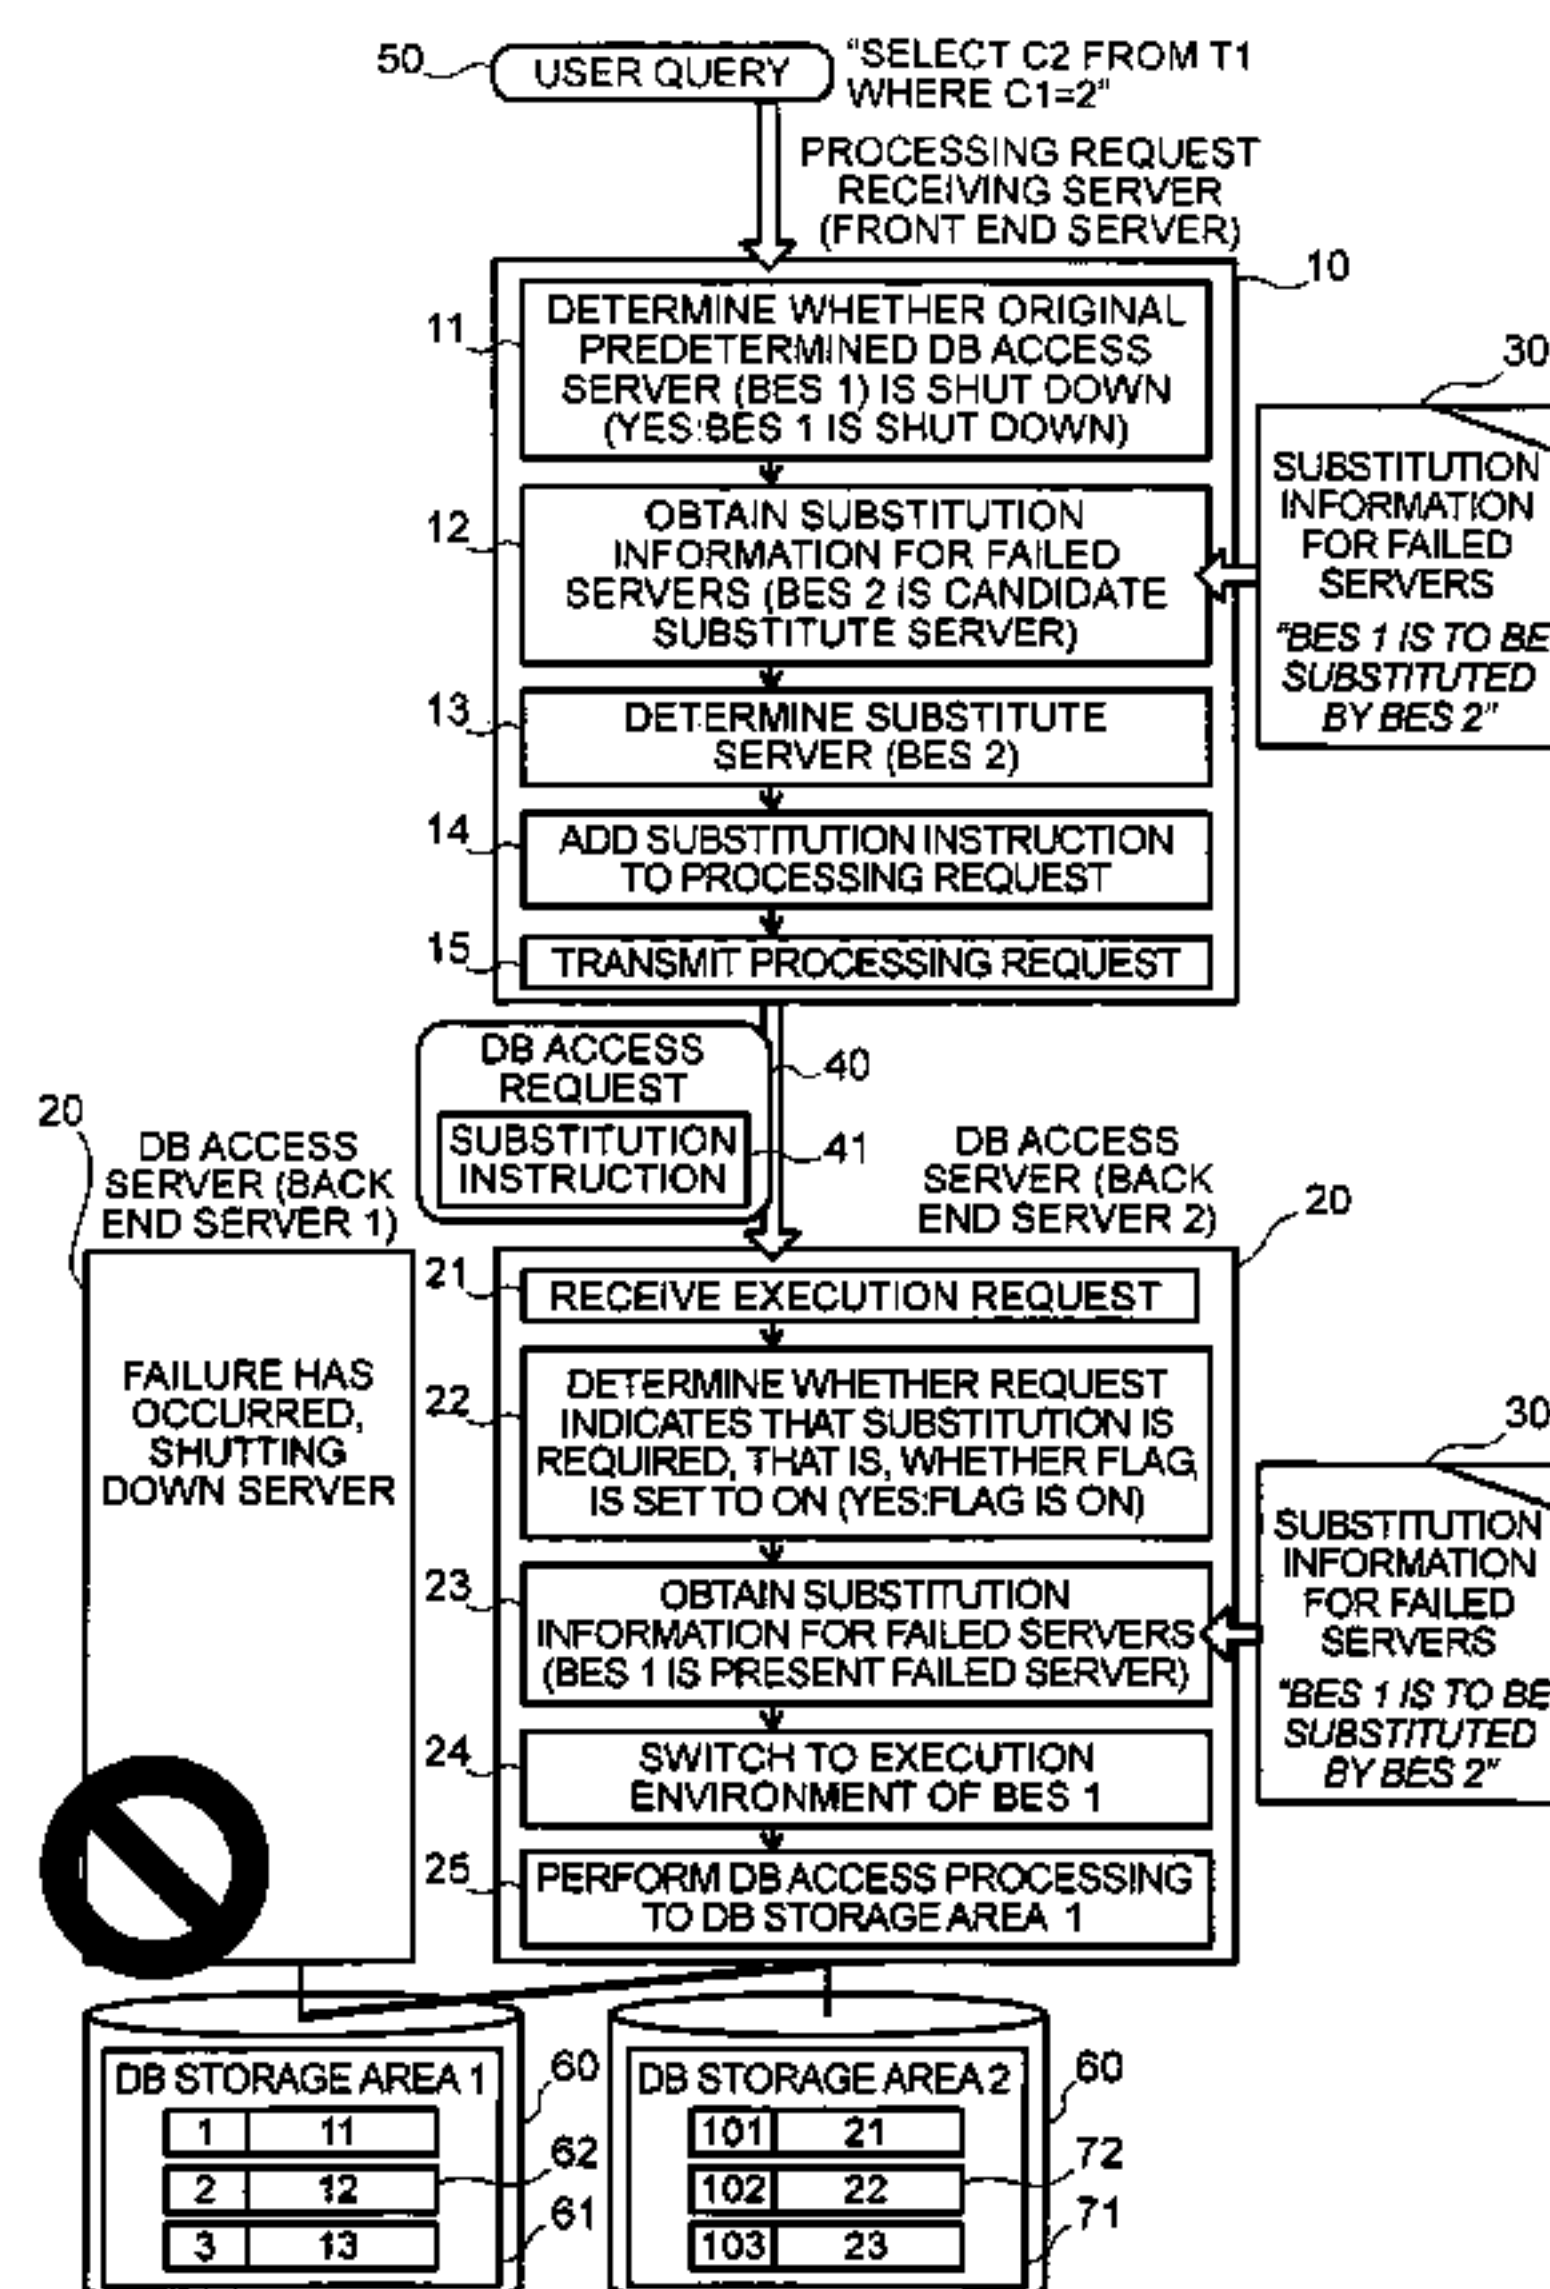 50
USER QUERY
"SELECT C2 FROM T1
WHERE C1=2"
PROCESSING REQUEST
RECEIVING SERVER
(FRONT END SERVER)
10
11
DETERMINE WHETHER ORIGINAL
PREDETERMINED DB ACCESS
SERVER (BES 1) IS SHUT DOWN
(YES:BES 1 IS SHUT DOWN)
30
SUBSTITUTION
INFORMATION
FOR FAILED
SERVERS
"BES 1 IS TO BE
SUBSTITUTED
BY BES 2"
12
OBTAIN SUBSTITUTION
INFORMATION FOR FAILED
SERVERS (BES 2 IS CANDIDATE
SUBSTITUTE SERVER)
13
DETERMINE SUBSTITUTE
SERVER (BES 2)
14
ADD SUBSTITUTION INSTRUCTION
TO PROCESSING REQUEST
15
TRANSMIT PROCESSING REQUEST
DB ACCESS
REQUEST
40
SUBSTITUTION
INSTRUCTION
41
20
DB ACCESS
SERVER (BACK
END SERVER 1)
FAILURE HAS
OCCURRED,
SHUTTING
DOWN SERVER
DB ACCESS
SERVER (BACK
END SERVER 2)
20
21
RECEIVE EXECUTION REQUEST
22
DETERMINE WHETHER REQUEST
INDICATES THAT SUBSTITUTION IS
REQUIRED, THAT IS, WHETHER FLAG
IS SET TO ON (YES:FLAG IS ON)
30
SUBSTITUTION
INFORMATION
FOR FAILED
SERVERS
"BES 1 IS TO BE
SUBSTITUTED
BY BES 2"
23
OBTAIN SUBSTITUTION
INFORMATION FOR FAILED SERVERS
(BES 1 IS PRESENT FAILED SERVER)
24
SWITCH TO EXECUTION
ENVIRONMENT OF BES 1
25
PERFORM DB ACCESS PROCESSING
TO DB STORAGE AREA 1
DB STORAGE AREA 1
60
1 11
2 12
62
3 13
61
DB STORAGE AREA 2
60
101 21
102 22
72
103 23
71